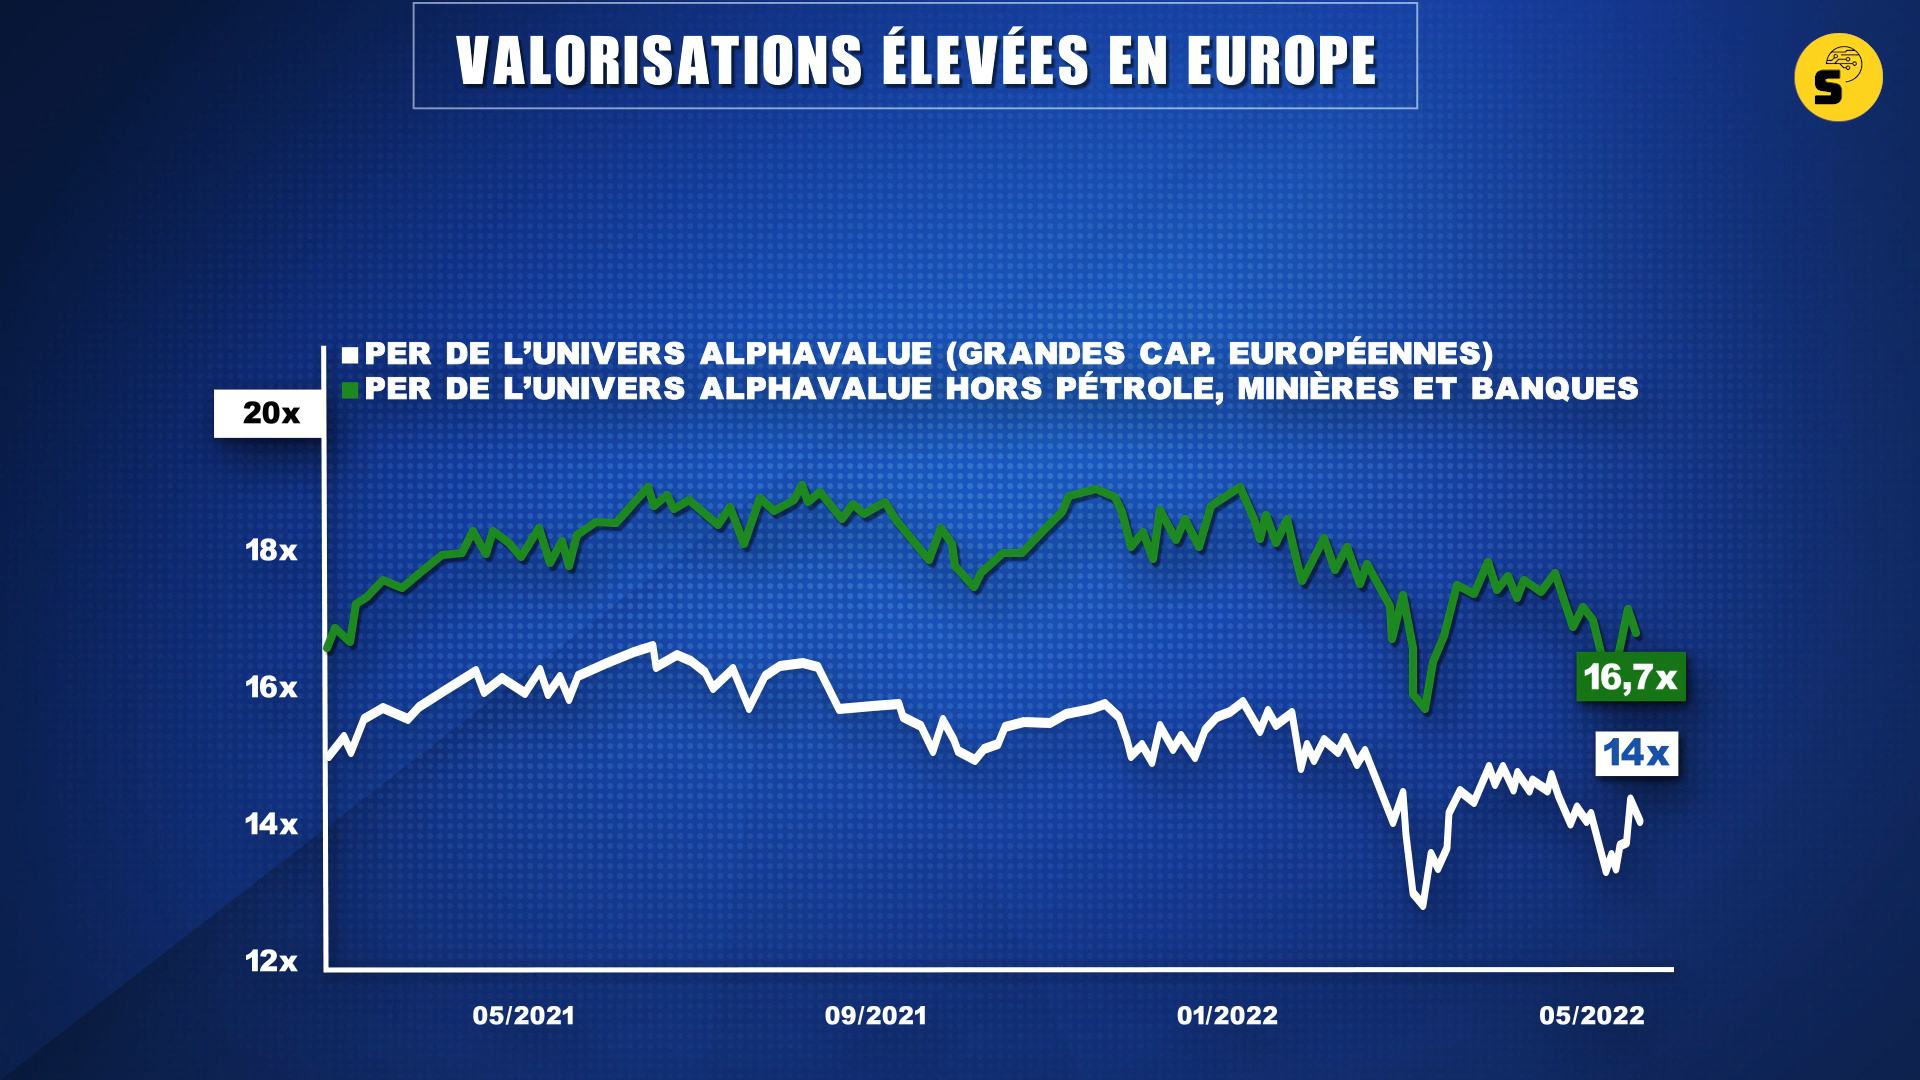 VALORISATIONS ÉLEVÉES EN EUROPE
S
PER DE L’UNIVERS ALPHAVALUE (GRANDES CAP. EUROPÉENNES)
PER DE L’UNIVERS ALPHAVALUE HORS PÉTROLE, MINIÈRES ET BANQUES
20x
18x
16x
16,7x
14x
14x
12x
05/2021 09/2021 01/2022 05/2022